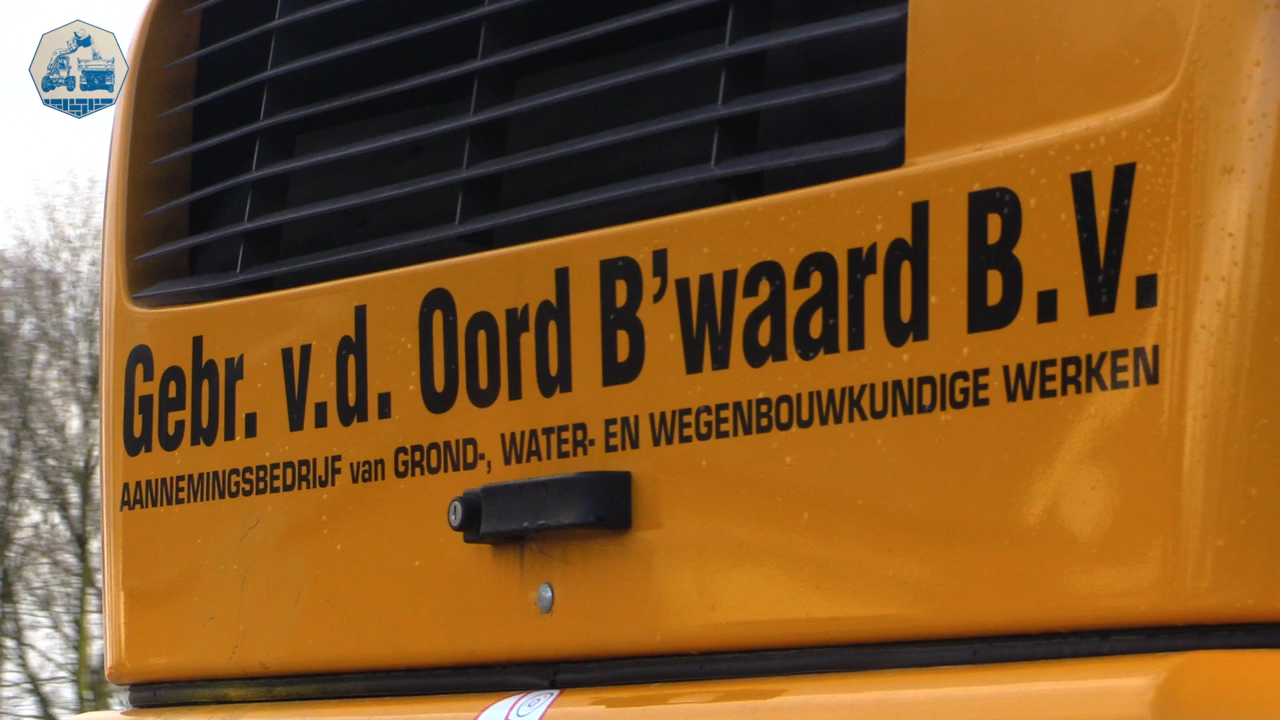 Gebr. v.d. Oord B'waard B.V.
AANNEMINGSBEDRIJF van GROND-, WATER- EN WEGENBOUWKUNDIGE WERKEN